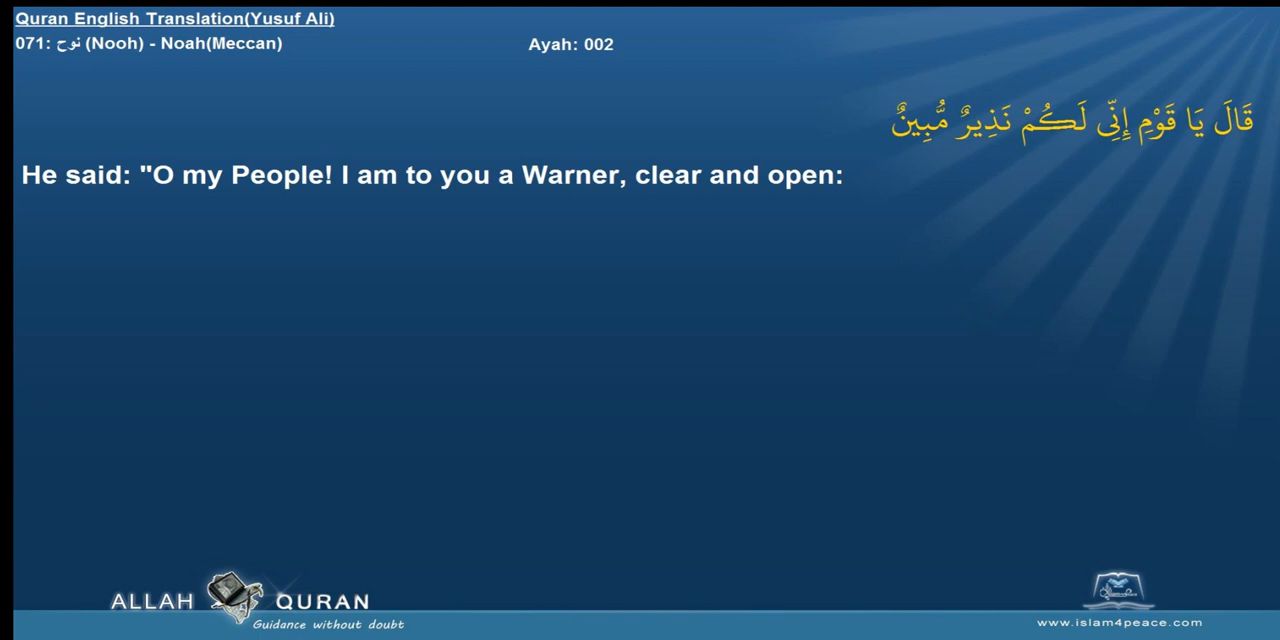 Quran English Translation(Yusuf Ali)
071: نوح (Nooh) - Noah(Meccan)
Ayah: 002
قَالَ يَا قَوْمِ إِنِّي لَكُمْ نَذِيرٌ مُّبِينٌ
He said: "O my People! I am to you a Warner, clear and open:
ALLAH QURAN
Guidance without doubt
www.islam4peace.com